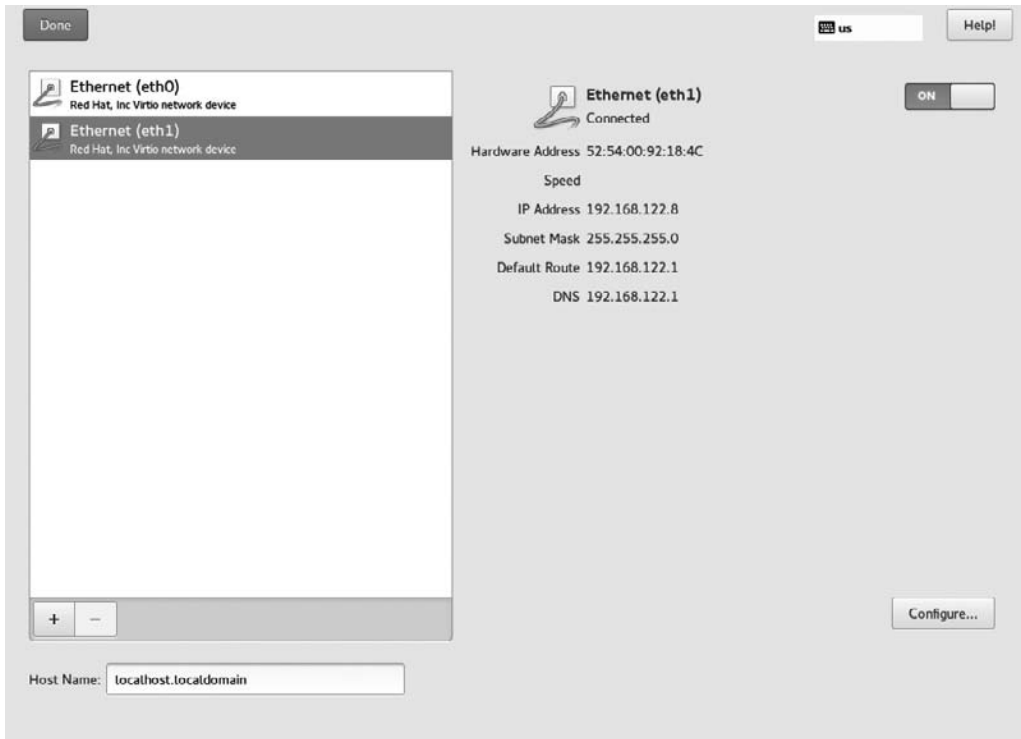 Done
us
Help!
Ethernet (eth0)
Red Hat, Inc Virtio network device
Ethernet (eth1)
Red Hat, Inc Virtio network device
Ethernet (eth1)
Connected
ON
Hardware Address 52:54:00:92:18:4C
Speed
IP Address 192.168.122.8
Subnet Mask 255.255.255.0
Default Route 192.168.122.1
DNS 192.168.122.1
+ −
Configure...
Host Name: localhost.localdomain